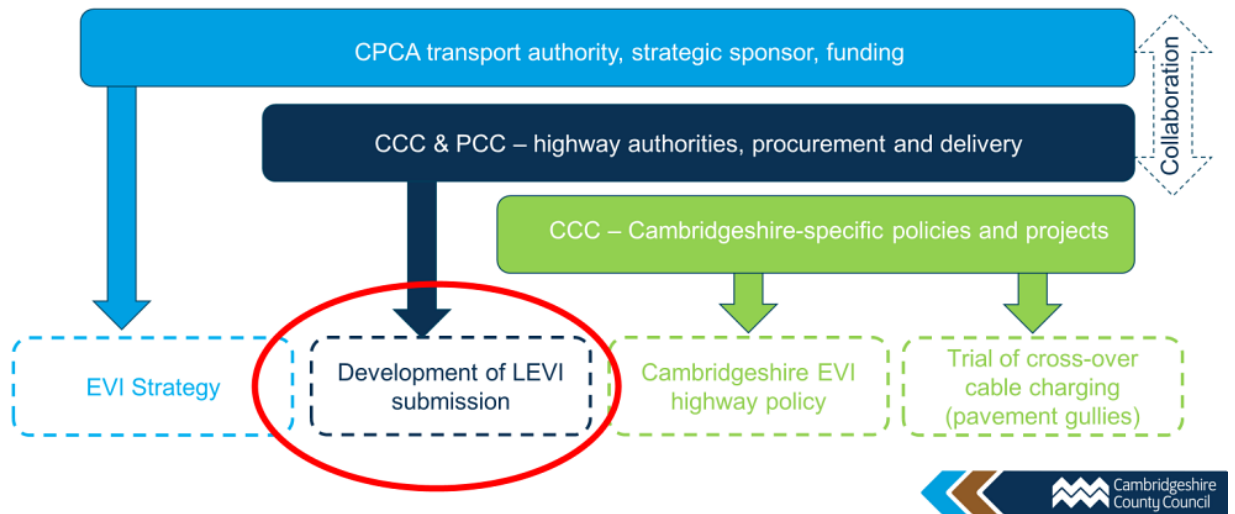 CPCA transport authority, strategic sponsor, funding
Collaboration
CCC & PCC – highway authorities, procurement and delivery
CCC – Cambridgeshire-specific policies and projects
EVI Strategy
Development of LEVI
submission
Cambridgeshire EVI
highway policy
Trial of cross-over
cable charging
(pavement gullies)
Cambridgeshire
County Council